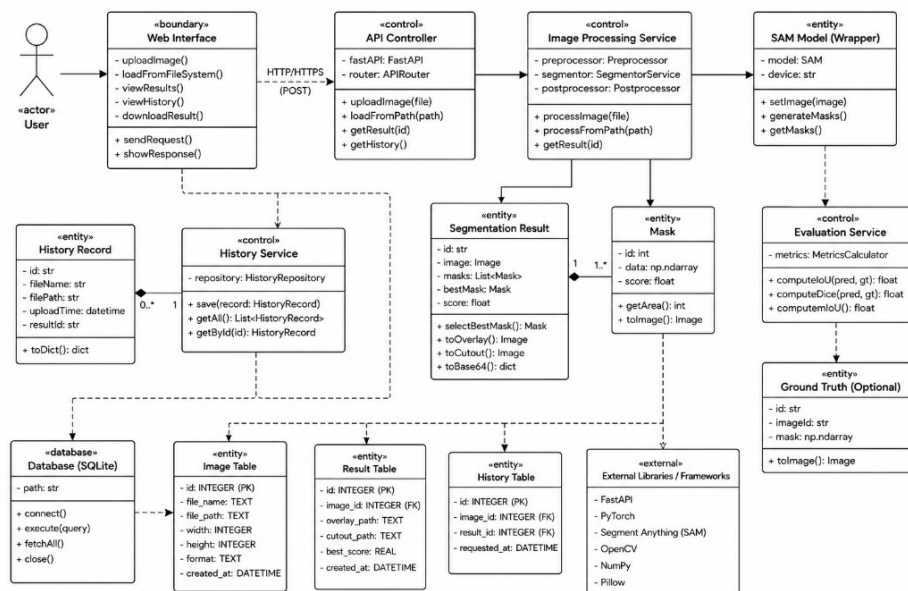 «actor»
User
«boundary»
Web Interface
- uploadImage()
- loadFromFileSystem()
- viewResults()
- viewHistory()
- downloadResult()
+ sendRequest()
+ showResponse()
HTTP/HTTPS
(POST)
«control»
API Controller
- fastAPI: FastAPI
- router: APIRouter
+ uploadImage(file)
+ loadFromPath(path)
+ getResult(id)
+ getHistory()
«control»
Image Processing Service
- preprocessor: Preprocessor
- segmentor: SegmentorService
- postprocessor: Postprocessor
+ processImage(file)
+ processFromPath(path)
+ getResult(id)
«entity»
SAM Model (Wrapper)
- model: SAM
- device: str
+ setImage(image)
+ generateMasks()
+ getMasks()
«entity»
History Record
- id: str
- fileName: str
- filePath: str
- uploadTime: datetime
- resultId: str
+ toDict(): dict
0..*
1
«control»
History Service
- repository: HistoryRepository
+ save(record: HistoryRecord)
+ getAll(): List<HistoryRecord>
+ getById(id): HistoryRecord
«entity»
Segmentation Result
- id: str
- image: Image
- masks: List<Mask>
- bestMask: Mask
- score: float
+ selectBestMask(): Mask
+ toOverlay(): Image
+ toCutout(): Image
+ toBase64(): dict
1
1..*
«entity»
Mask
- id: int
- data: np.ndarray
- score: float
+ getArea(): int
+ toImage(): Image
«control»
Evaluation Service
- metrics: MetricsCalculator
+ computeIoU(pred, gt): float
+ computeDice(pred, gt): float
+ computemIoU(): float
«entity»
Ground Truth (Optional)
- id: str
- imageId: str
- mask: np.ndarray
+ toImage(): Image
«database»
Database (SQLite)
- path: str
+ connect()
+ execute(query)
+ fetchAll()
+ close()
«entity»
Image Table
- id: INTEGER (PK)
- file_name: TEXT
- file_path: TEXT
- width: INTEGER
- height: INTEGER
- format: TEXT
- created_at: DATETIME
«entity»
Result Table
- id: INTEGER (PK)
- image_id: INTEGER (FK)
- overlay_path: TEXT
- cutout_path: TEXT
- best_score: REAL
- created_at: DATETIME
«entity»
History Table
- id: INTEGER (PK)
- image_id: INTEGER (FK)
- result_id: INTEGER (FK)
- requested_at: DATETIME
«external»
External Libraries / Frameworks
- FastAPI
- PyTorch
- Segment Anything (SAM)
- OpenCV
- NumPy
- Pillow